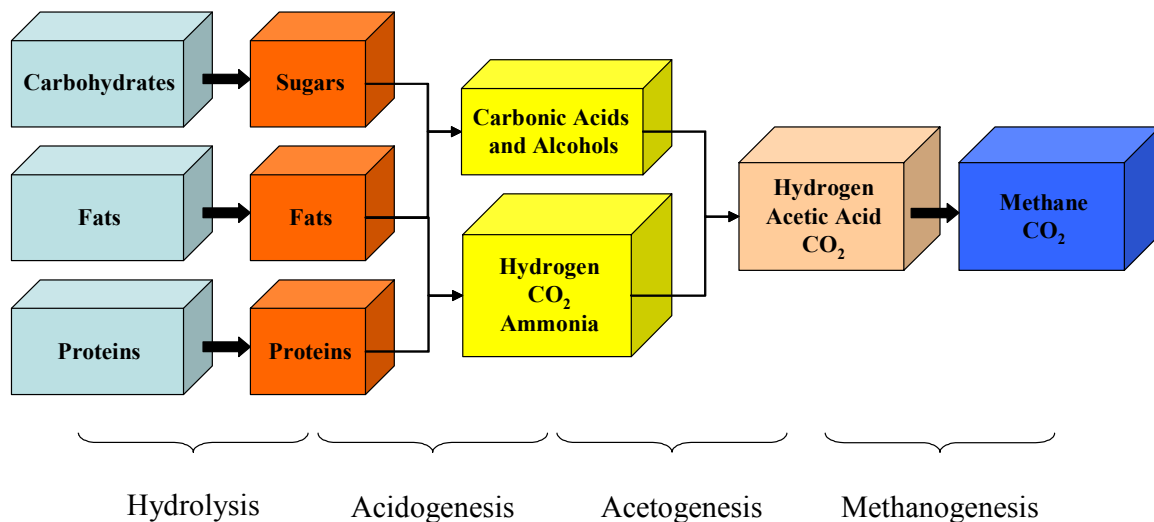 Carbohydrates
Sugars
Carbonic Acids
and Alcohols
Fats
Fats
Hydrogen
Acetic Acid
CO₂
Methane
CO₂
Hydrogen
CO₂
Ammonia
Proteins
Proteins
Hydrolysis
Acidogenesis
Acetogenesis
Methanogenesis